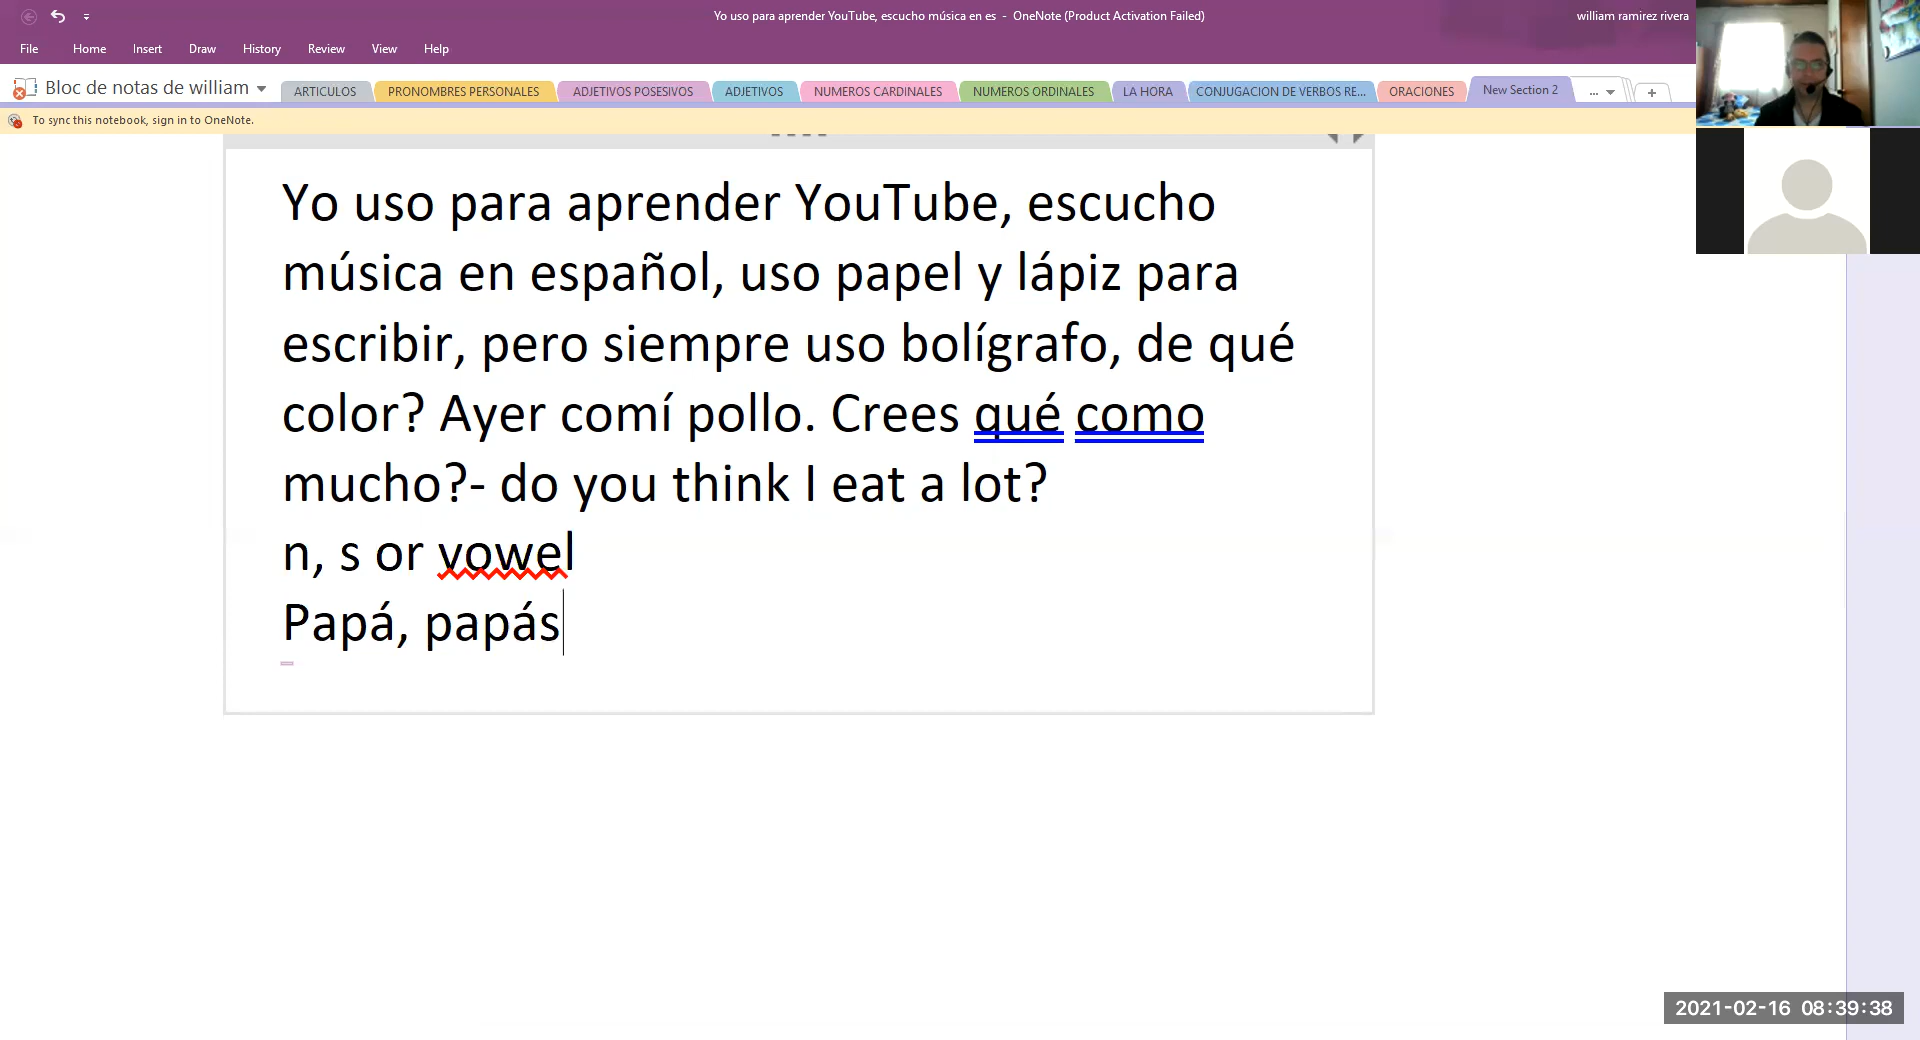 Yo uso para aprender YouTube, escucho música en es - OneNote (Product Activation Failed)
william ramirez rivera
File Home Insert Draw History Review View Help
Bloc de notas de william
ARTICULOS PRONOMBRES PERSONALES ADJETIVOS POSESIVOS ADJETIVOS NUMEROS CARDINALES NUMEROS ORDINALES LA HORA CONJUGACION DE VERBOS RE... ORACIONES New Section 2 ... +
To sync this notebook, sign in to OneNote.
Yo uso para aprender YouTube, escucho
música en español, uso papel y lápiz para
escribir, pero siempre uso bolígrafo, de qué
color? Ayer comí pollo. Crees qué como
mucho?- do you think I eat a lot?
n, s or vowel
Papá, papás
2021-02-16 08:39:38